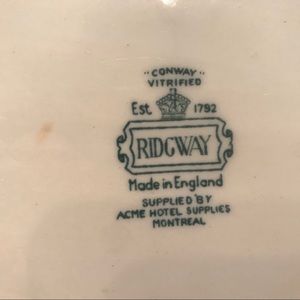 "CONWAY"
VITRIFIED
Est. 1792
RIDGWAY
Made in England
SUPPLIED BY
ACME HOTEL SUPPLIES
MONTREAL